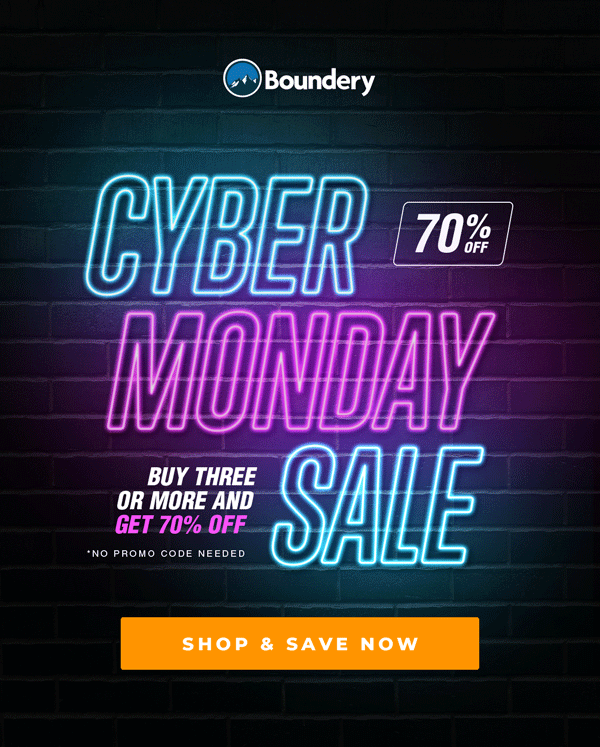 Boundery
CYBER
70%
OFF
MONDAY
SALE
BUY THREE
OR MORE AND
GET 70% OFF
*NO PROMO CODE NEEDED
SHOP & SAVE NOW